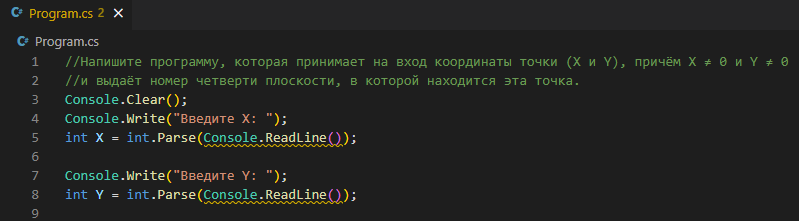 Program.cs 2 ×
Program.cs
1 //Напишите программу, которая принимает на вход координаты точки (X и Y), причём X ≠ 0 и Y ≠ 0
2 //и выдаёт номер четверти плоскости, в которой находится эта точка.
3 Console.Clear();
4 Console.Write("Введите X: ");
5 int X = int.Parse(Console.ReadLine());
6
7 Console.Write("Введите Y: ");
8 int Y = int.Parse(Console.ReadLine());
9